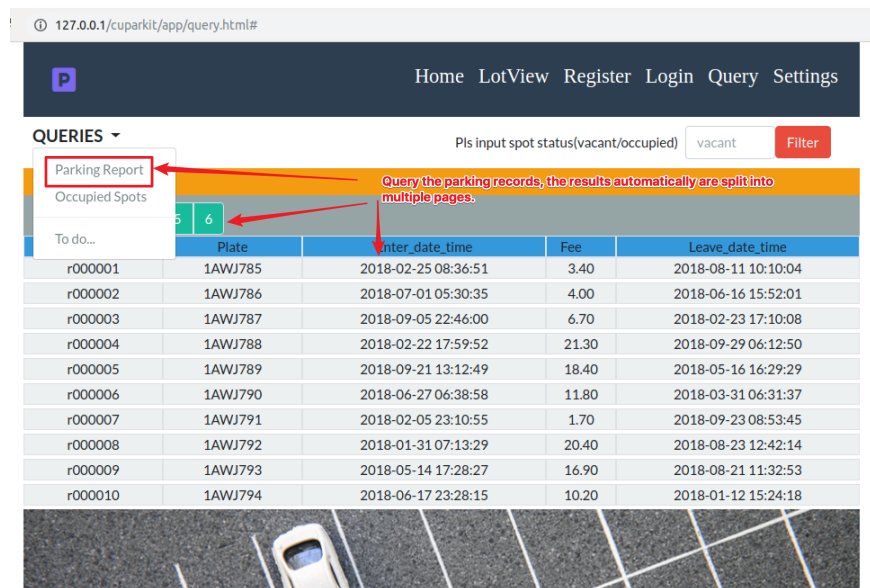 127.0.0.1/cuparkit/app/query.html#
P
Home LotView Register Login Query Settings
QUERIES
Pls input spot status(vacant/occupied) vacant Filter
Parking Report
Occupied Spots
To do...
Query the parking records, the results automatically are split into
multiple pages.
5 6
Plate Enter_date_time Fee Leave_date_time
r000001 1AWJ785 2018-02-25 08:36:51 3.40 2018-08-11 10:10:04
r000002 1AWJ786 2018-07-01 05:30:35 4.00 2018-06-16 15:52:01
r000003 1AWJ787 2018-09-05 22:46:00 6.70 2018-02-23 17:10:08
r000004 1AWJ788 2018-02-22 17:59:52 21.30 2018-09-29 06:12:50
r000005 1AWJ789 2018-09-21 13:12:49 18.40 2018-05-16 16:29:29
r000006 1AWJ790 2018-06-27 06:38:58 11.80 2018-03-31 06:31:37
r000007 1AWJ791 2018-02-05 23:10:55 1.70 2018-09-23 08:53:45
r000008 1AWJ792 2018-01-31 07:13:29 20.40 2018-08-23 12:42:14
r000009 1AWJ793 2018-05-14 17:28:27 16.90 2018-08-21 11:32:53
r000010 1AWJ794 2018-06-17 23:28:15 10.20 2018-01-12 15:24:18